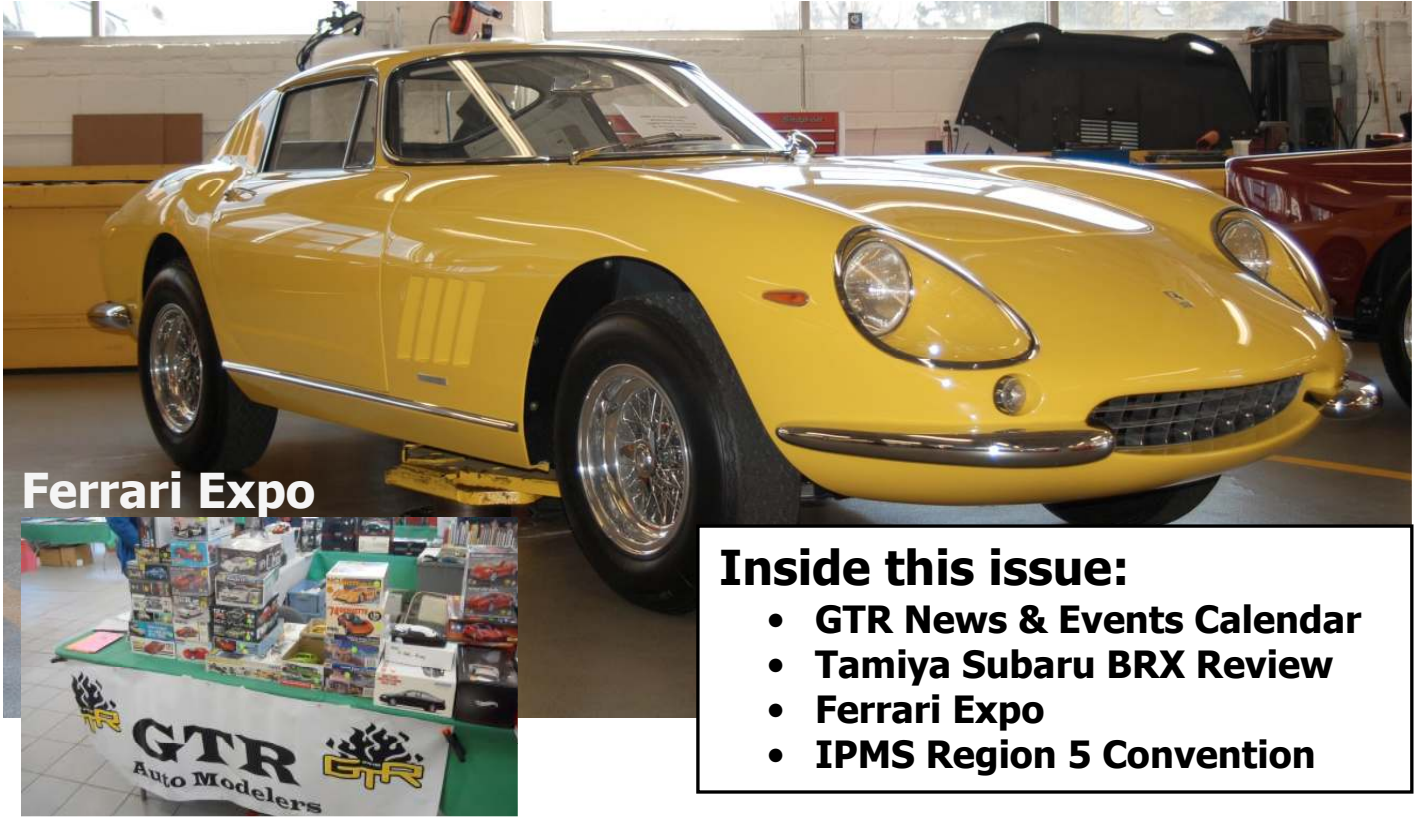 Ferrari Expo
GTR
GTR
Auto Modelers
GTR
Inside this issue:
• GTR News & Events Calendar
• Tamiya Subaru BRX Review
• Ferrari Expo
• IPMS Region 5 Convention